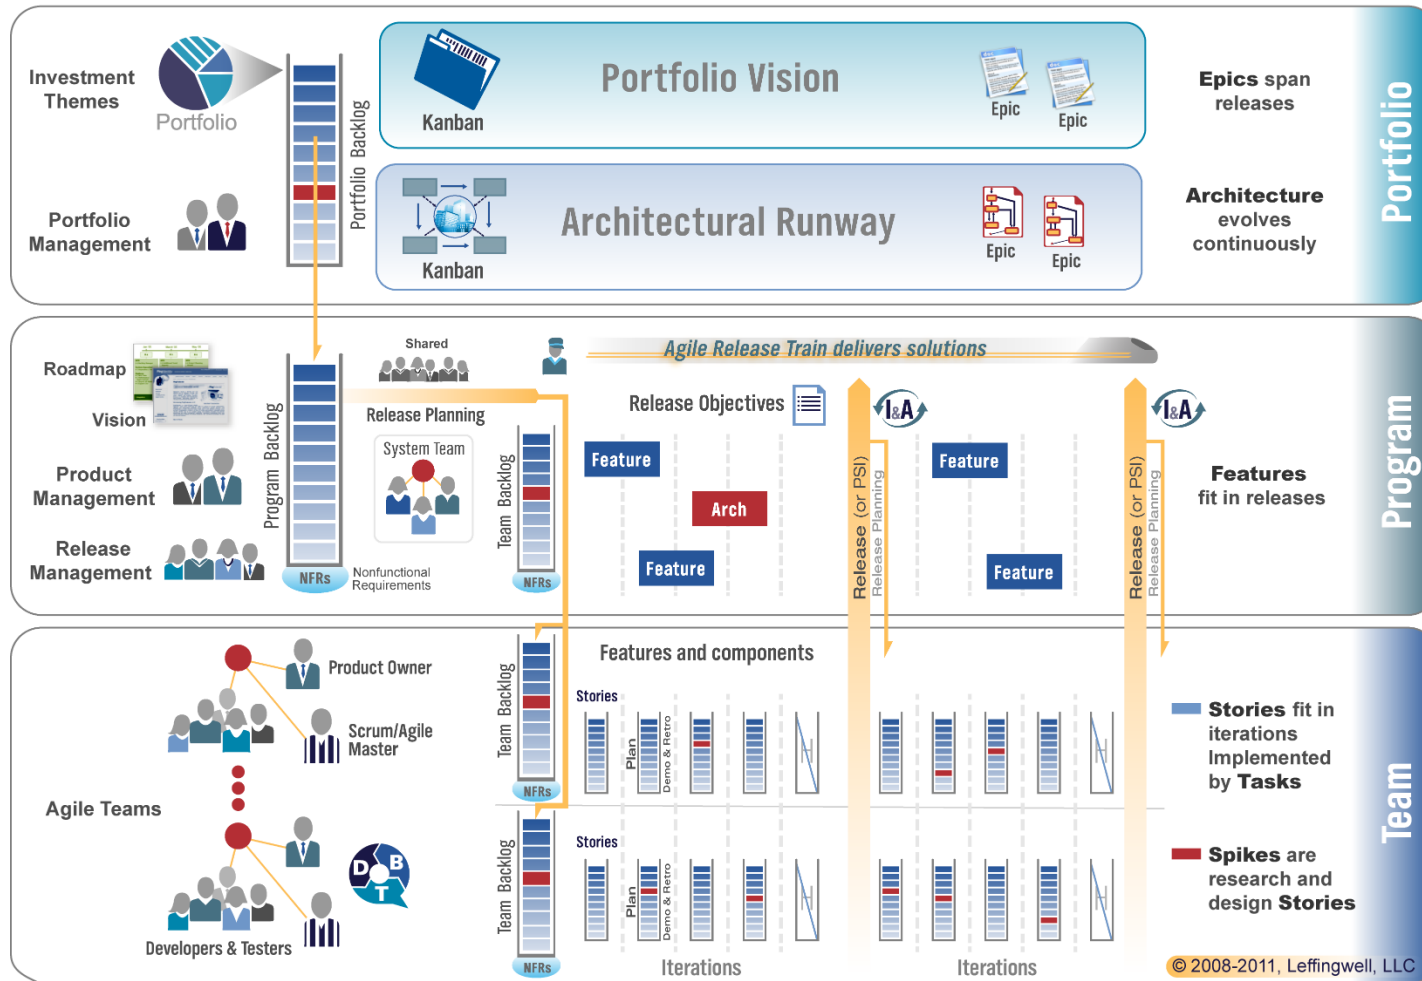 Investment
Themes
Portfolio
Portfolio
Management
Portfolio Backlog
Portfolio Vision
Kanban
Epic
Epic
Architectural Runway
Kanban
Epic
Epic
Epics span
releases
Architecture
evolves
continuously
Portfolio
Roadmap
Vision
Product
Management
Release
Management
Program Backlog
NFRs
Nonfunctional
Requirements
Shared
Release Planning
System Team
Team Backlog
NFRs
Agile Release Train delivers solutions
Release Objectives
Feature
Arch
Feature
Release (or PSI)
Release Planning
I&A
Feature
Feature
Release (or PSI)
Release Planning
I&A
Features
fit in releases
Program
Product Owner
Scrum/Agile
Master
Agile Teams
D
B
T
Developers & Testers
Team Backlog
NFRs
Team Backlog
NFRs
Features and components
Stories
Plan
Demo & Retro
H
H
Stories
Plan
Demo & Retro
H
H
Iterations
Iterations
Stories fit in
iterations
Implemented
by Tasks
Spikes are
research and
design Stories
Team
© 2008-2011, Leffingwell, LLC